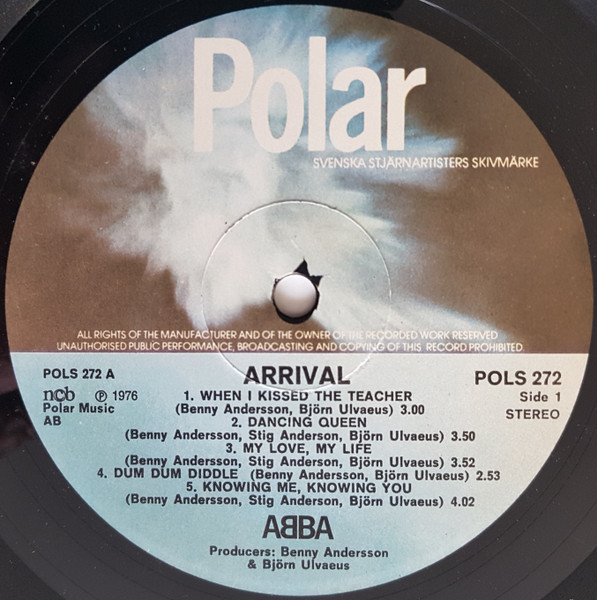 Polar
SVENSKA STJÄRNARTISTERS SKIVMÄRKE
ALL RIGHTS OF THE MANUFACTURER AND OF THE OWNER OF THE RECORDED WORK RESERVED
UNAUTHORISED PUBLIC PERFORMANCE, BROADCASTING AND COPYING OF THIS RECORD PROHIBITED.
POLS 272 A
ncb ℗ 1976
Polar Music
AB
ARRIVAL
POLS 272
Side 1
STEREO
1. WHEN I KISSED THE TEACHER
(Benny Andersson, Björn Ulvaeus) 3.00
2. DANCING QUEEN
(Benny Andersson, Stig Anderson, Björn Ulvaeus) 3.50
3. MY LOVE, MY LIFE
(Benny Andersson, Stig Anderson, Björn Ulvaeus) 3.52
4. DUM DUM DIDDLE (Benny Andersson, Björn Ulvaeus) 2.53
5. KNOWING ME, KNOWING YOU
(Benny Andersson, Stig Anderson, Björn Ulvaeus) 4.02
ABBA
Producers: Benny Andersson
& Björn Ulvaeus